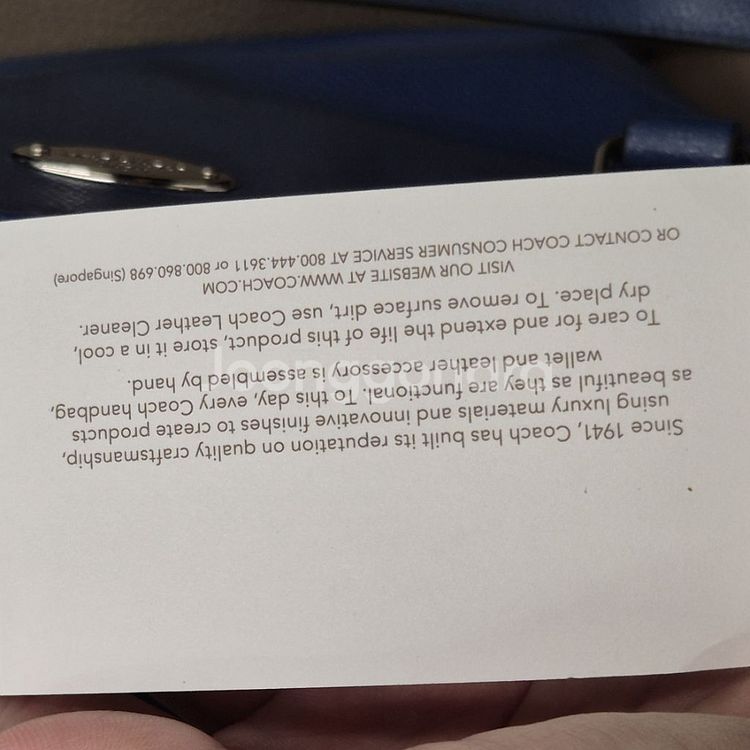 Since 1941, Coach has built its reputation on quality craftsmanship,
using luxury materials and innovative finishes to create products
as beautiful as they are functional. To this day, every Coach handbag,
wallet and leather accessory is assembled by hand.
To care for and extend the life of this product, store it in a cool,
dry place. To remove surface dirt, use Coach Leather Cleaner.
VISIT OUR WEBSITE AT WWW.COACH.COM
OR CONTACT COACH CONSUMER SERVICE AT 800.444.3611 or 800.860.698 (Singapore)